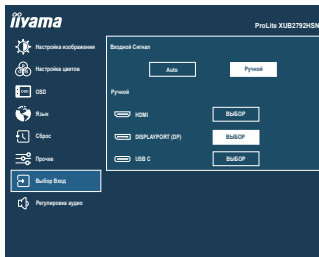 iiyama
ProLite XUB2792HSN
Настройка изображения
Входной Сигнал
Настройка цветов
Auto
Ручной
OSD
OSD
Ручной
Язык
HDMI
ВЫБОР
Сброс
DISPLAYPORT (DP)
ВЫБОР
Прочее
USB C
ВЫБОР
Выбор Вход
Регулировка аудио